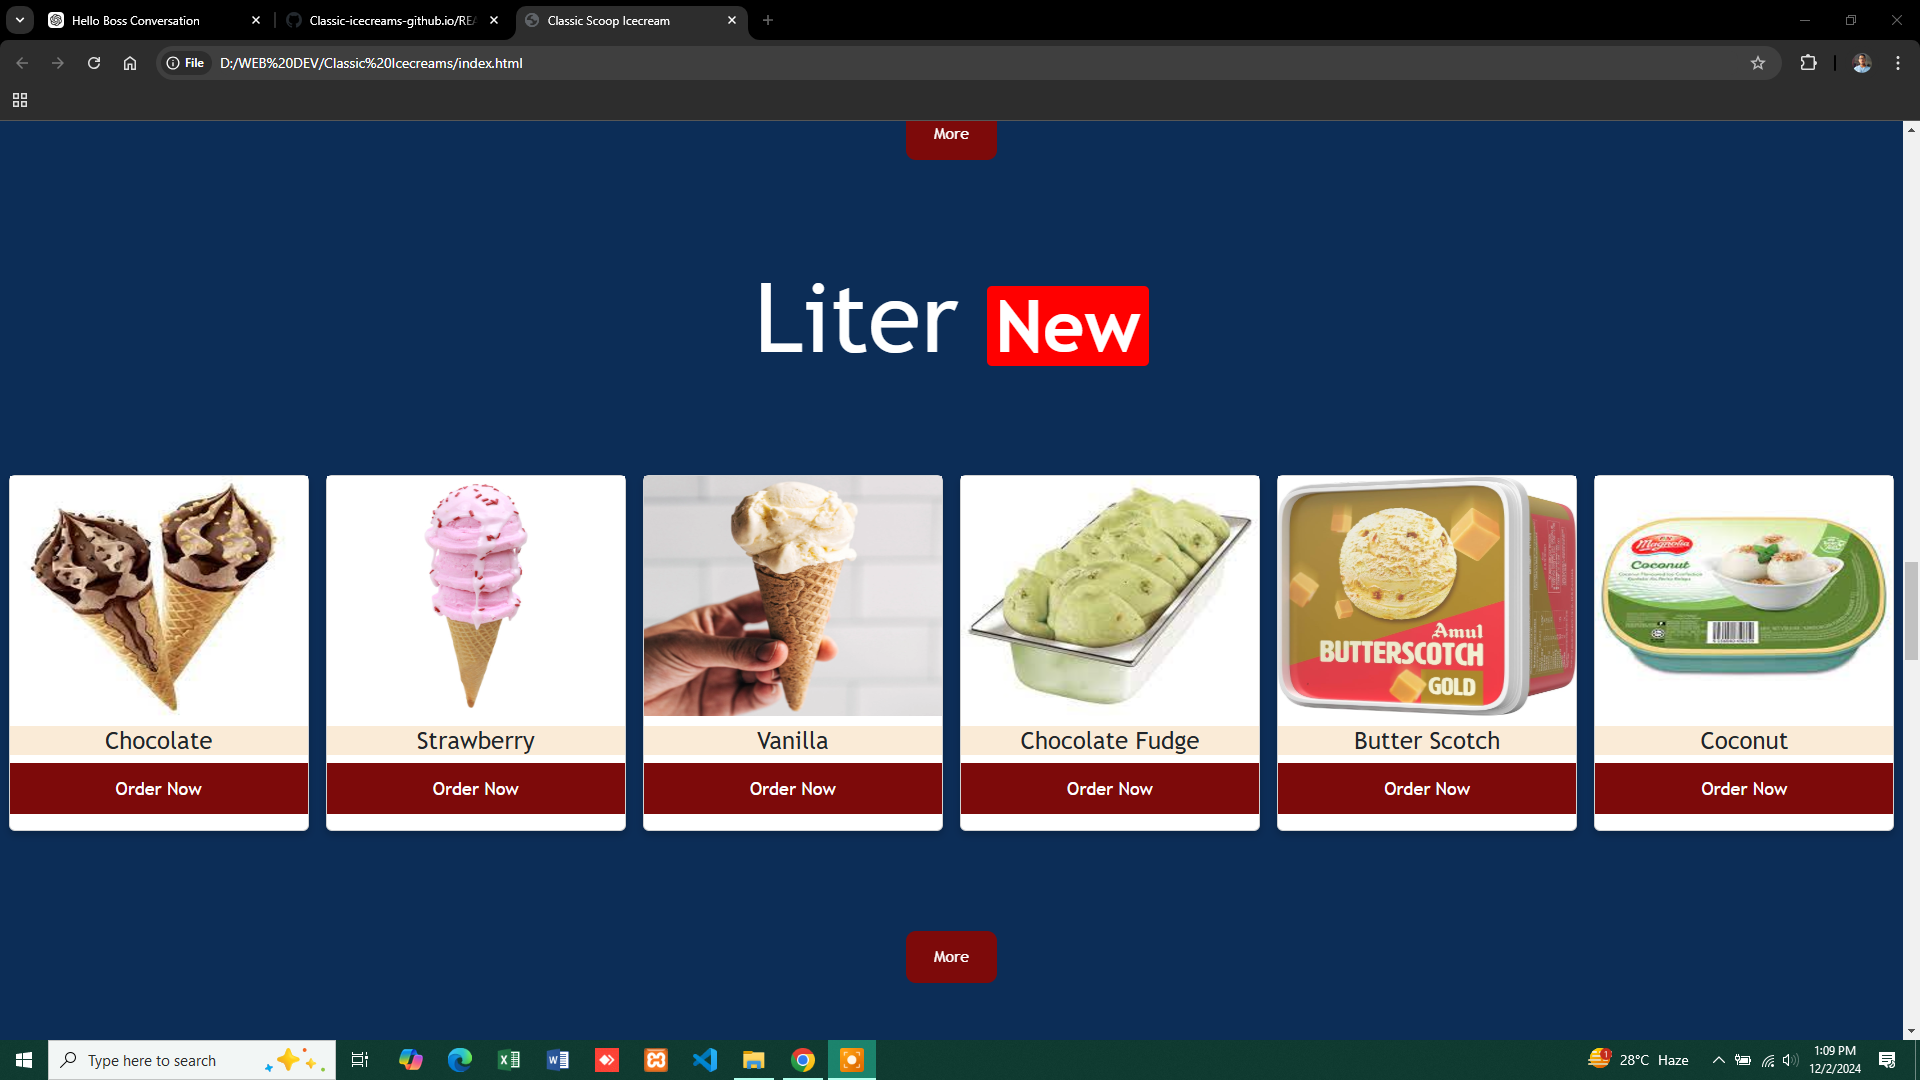 Hello Boss Conversation
Classic-icecreams-github.io/REA
Classic Scoop Icecream
File
D:/WEB%20DEV/Classic%20Icecreams/index.html
More
Liter New
Magnolia
Coconut
Amul
BUTTERSCOTCH
GOLD
Chocolate
Strawberry
Vanilla
Chocolate Fudge
Butter Scotch
Coconut
Order Now
Order Now
Order Now
Order Now
Order Now
Order Now
More
Type here to search
1
28°C Haze
1:09 PM
12/2/2024